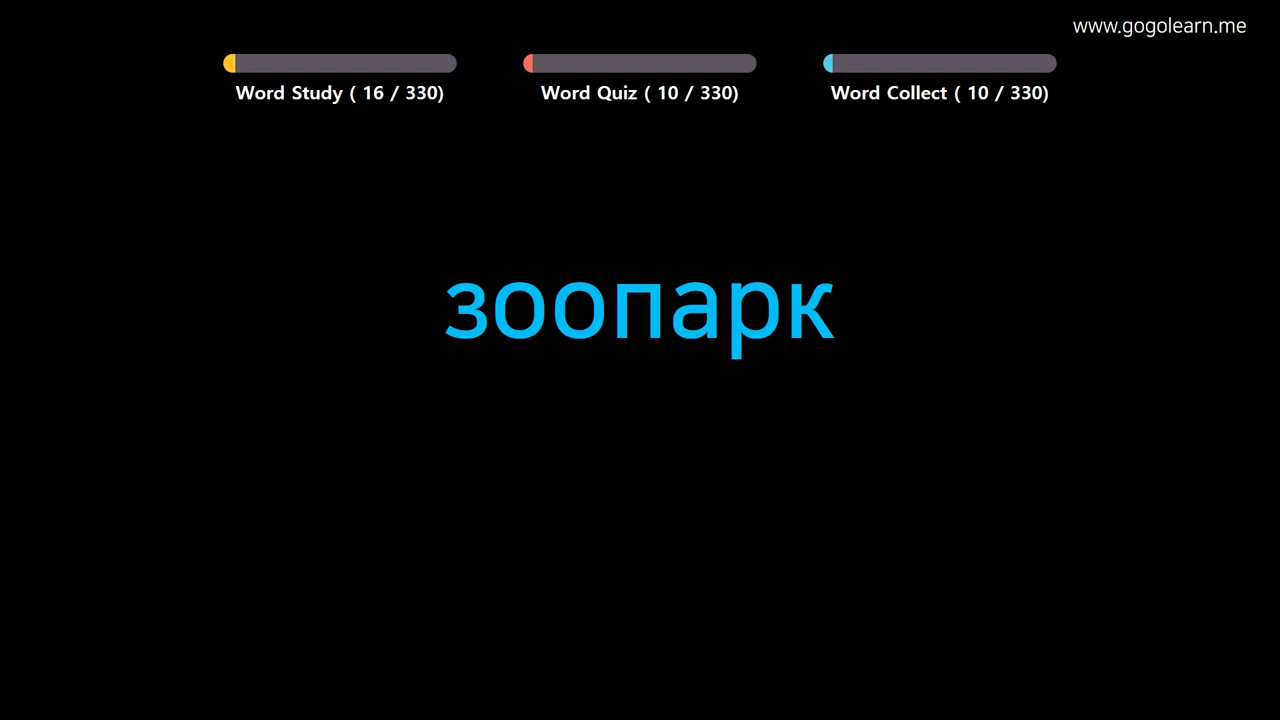 www.gogolearn.me
Word Study ( 16 / 330)
Word Quiz ( 10 / 330)
Word Collect ( 10 / 330)
зоопарк